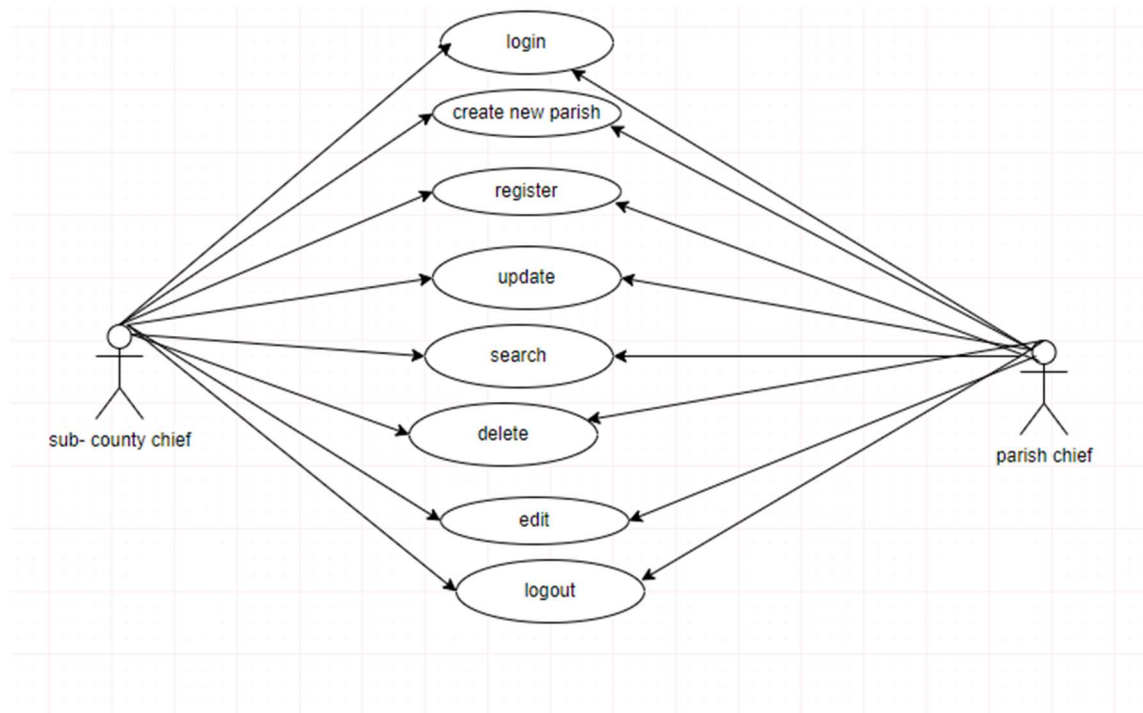 login
create new parish
register
update
search
delete
sub- county chief
parish chief
edit
logout